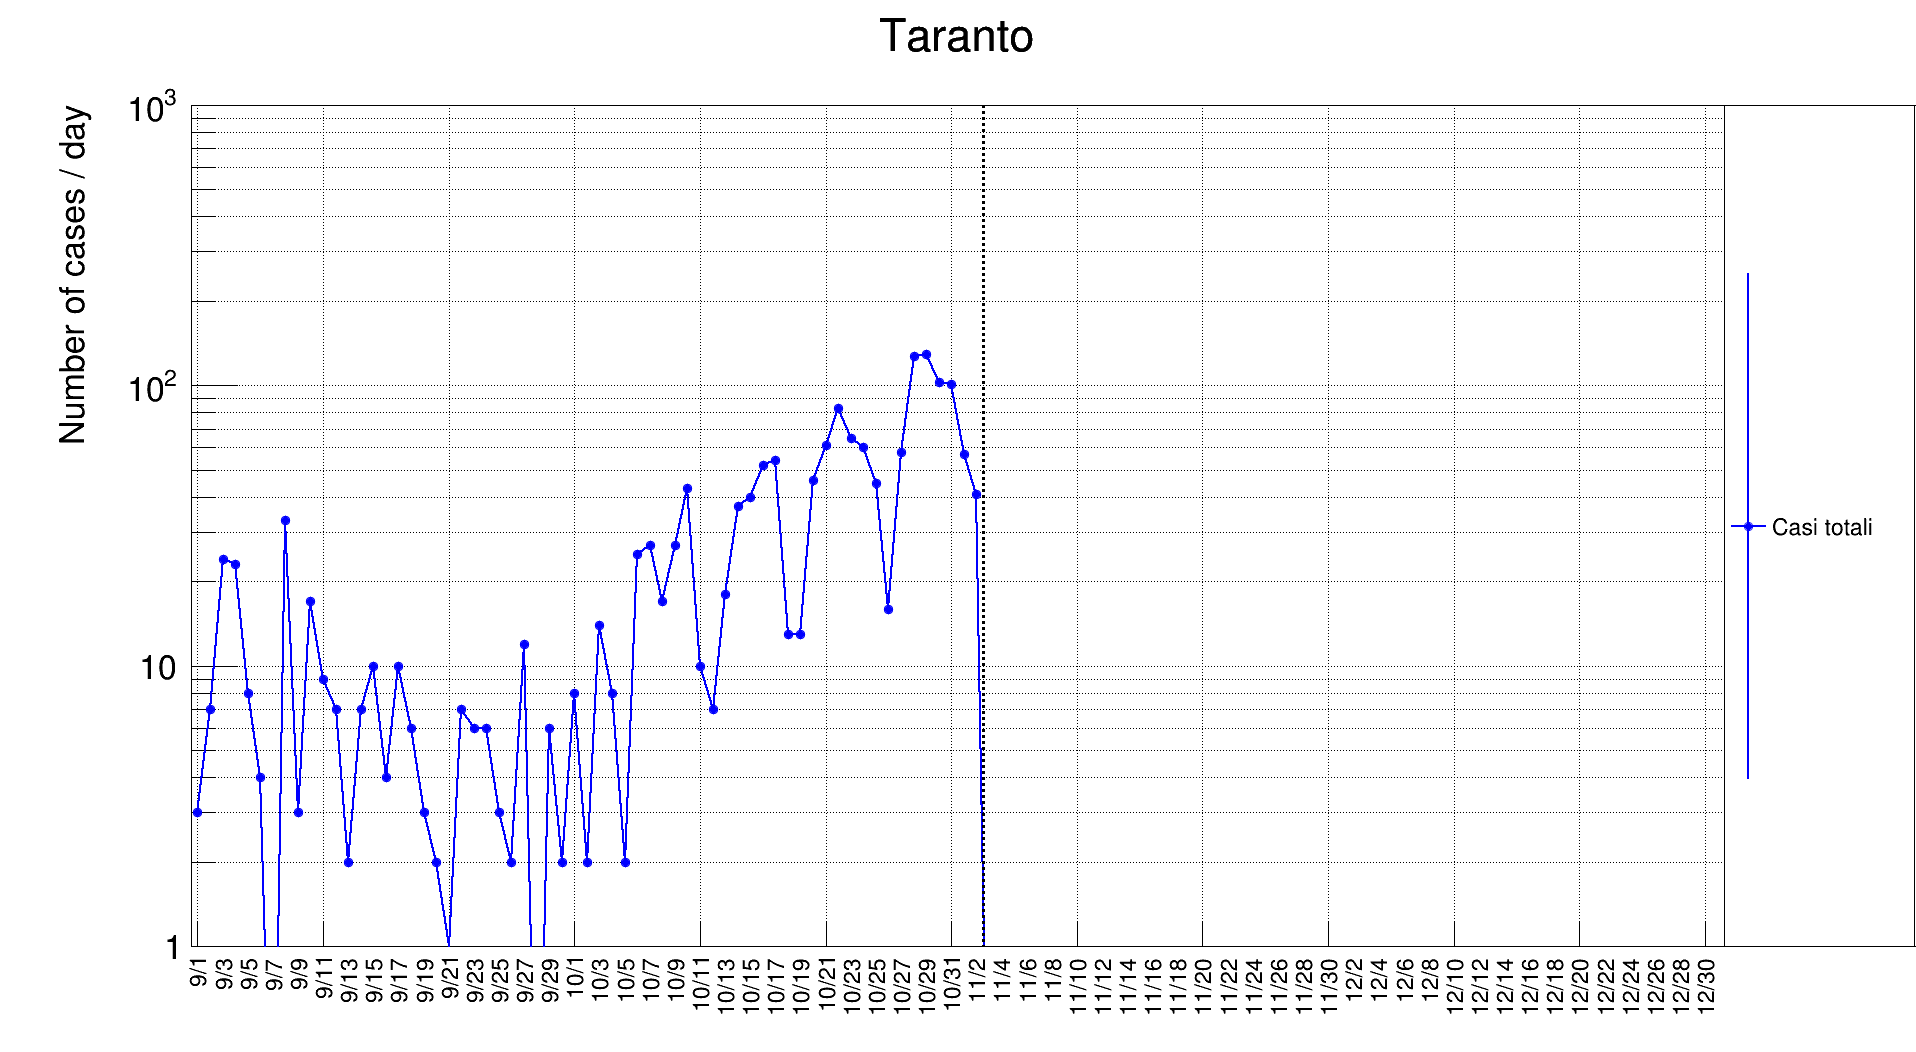 Taranto
Number of cases / day
10³
10²
10
1
9/1 9/3 9/5 9/7 9/9 9/11 9/13 9/15 9/17 9/19 9/21 9/23 9/25 9/27 9/29 10/1 10/3 10/5 10/7 10/9 10/11 10/13 10/15 10/17 10/19 10/21 10/23 10/25 10/27 10/29 10/31 11/2 11/4 11/6 11/8 11/10 11/12 11/14 11/16 11/18 11/20 11/22 11/24 11/26 11/28 11/30 12/2 12/4 12/6 12/8 12/10 12/12 12/14 12/16 12/18 12/20 12/22 12/24 12/26 12/28 12/30
Casi totali